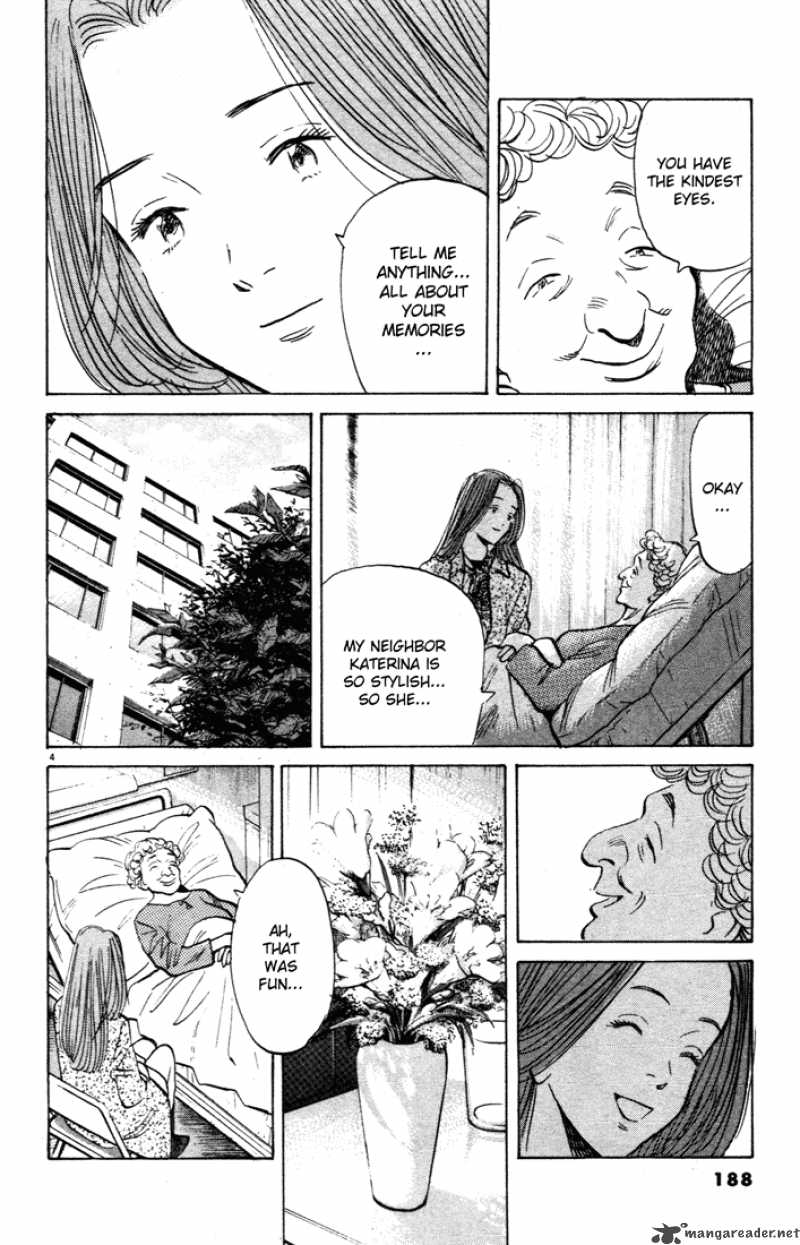 YOU HAVE
THE KINDEST
EYES.
TELL ME
ANYTHING...
ALL ABOUT
YOUR
MEMORIES
...
OKAY
...
MY NEIGHBOR
KATERINA IS
SO STYLISH...
SO SHE...
4
AH,
THAT
WAS
FUN...
188
mangareader.net